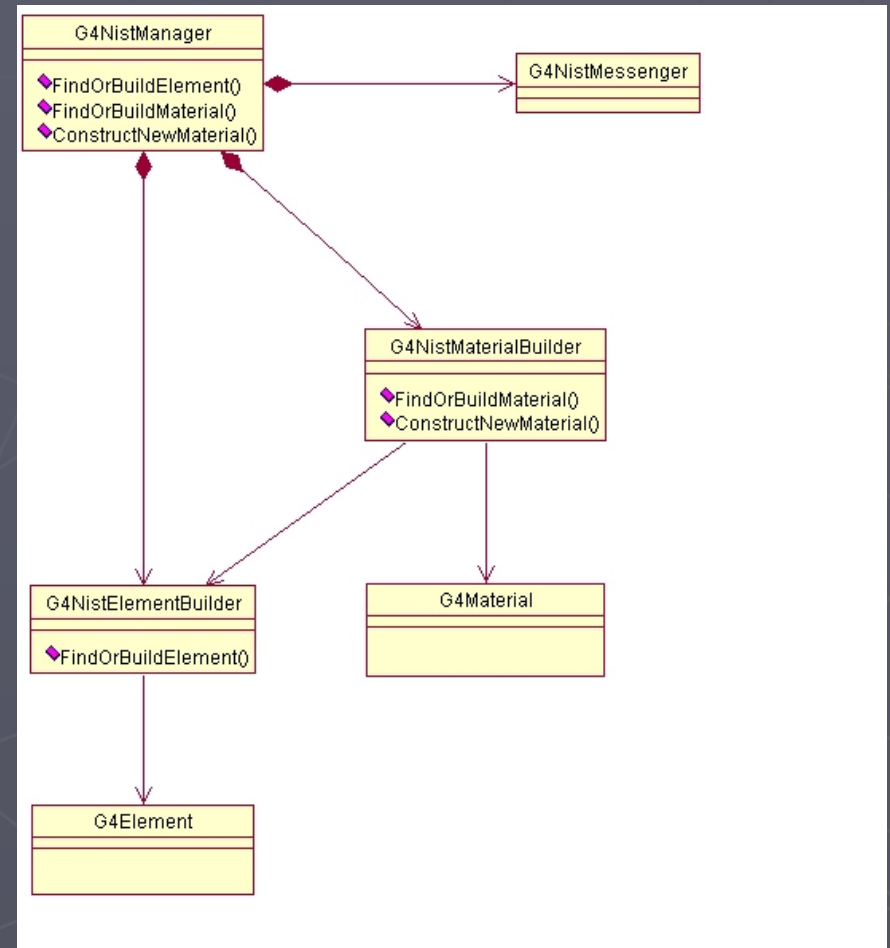 G4NistManager
FindOrBuildElement()
FindOrBuildMaterial()
ConstructNewMaterial()
G4NistMessenger
G4NistMaterialBuilder
FindOrBuildMaterial()
ConstructNewMaterial()
G4NistElementBuilder
FindOrBuildElement()
G4Material
G4Element